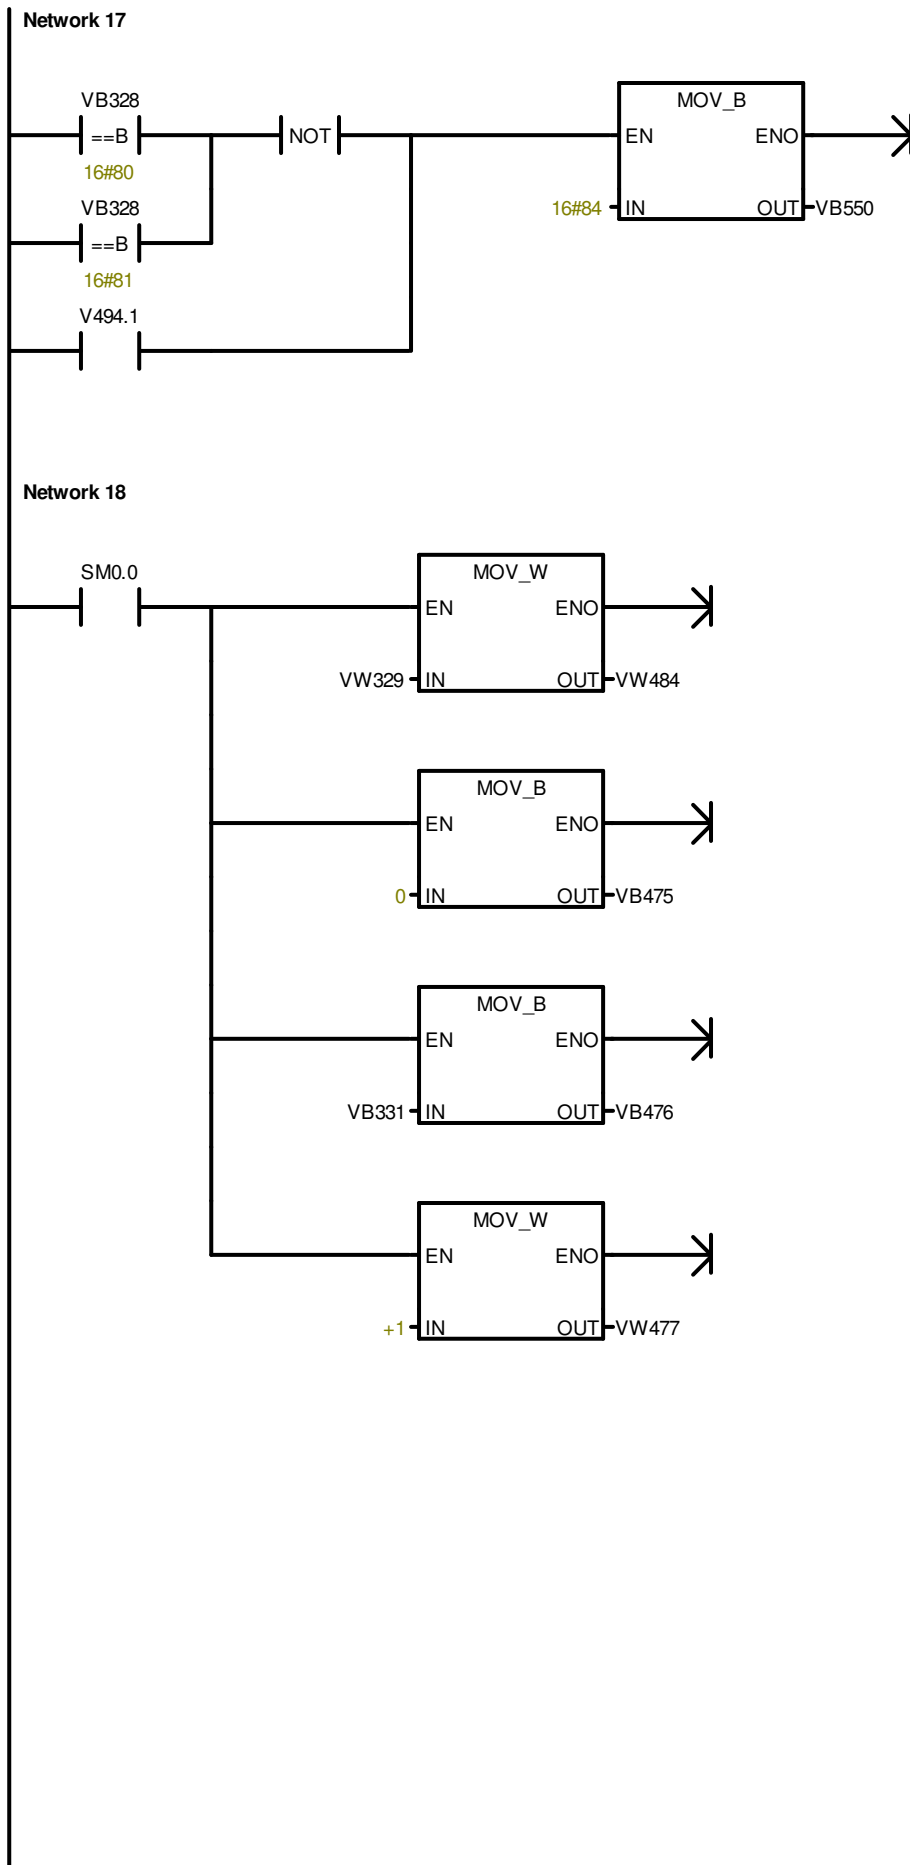 Network 17
VB328
==B
16#80
NOT
MOV_B
EN
ENO
16#84
IN
OUT
VB550
VB328
==B
16#81
V494.1
Network 18
SM0.0
MOV_W
EN
ENO
VW329
IN
OUT
VW484
MOV_B
EN
ENO
0
IN
OUT
VB475
MOV_B
EN
ENO
VB331
IN
OUT
VB476
MOV_W
EN
ENO
+1
IN
OUT
VW477